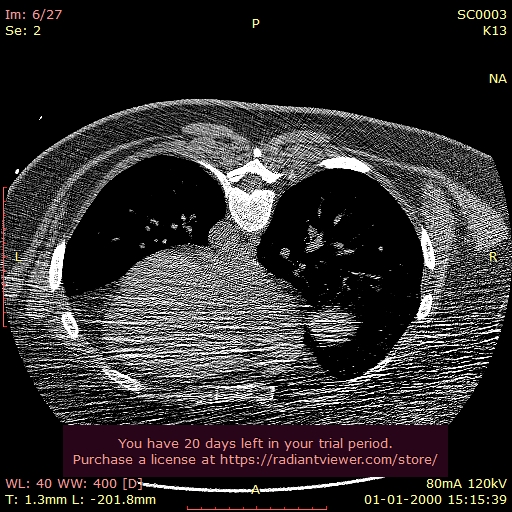 Im: 6/27
Se: 2
P
SC0003
K13
NA
L
R
You have 20 days left in your trial period.
Purchase a license at https://radiantviewer.com/store/
WL: 40 WW: 400 [D]
T: 1.3mm L: -201.8mm
A
80mA 120kV
01-01-2000 15:15:39